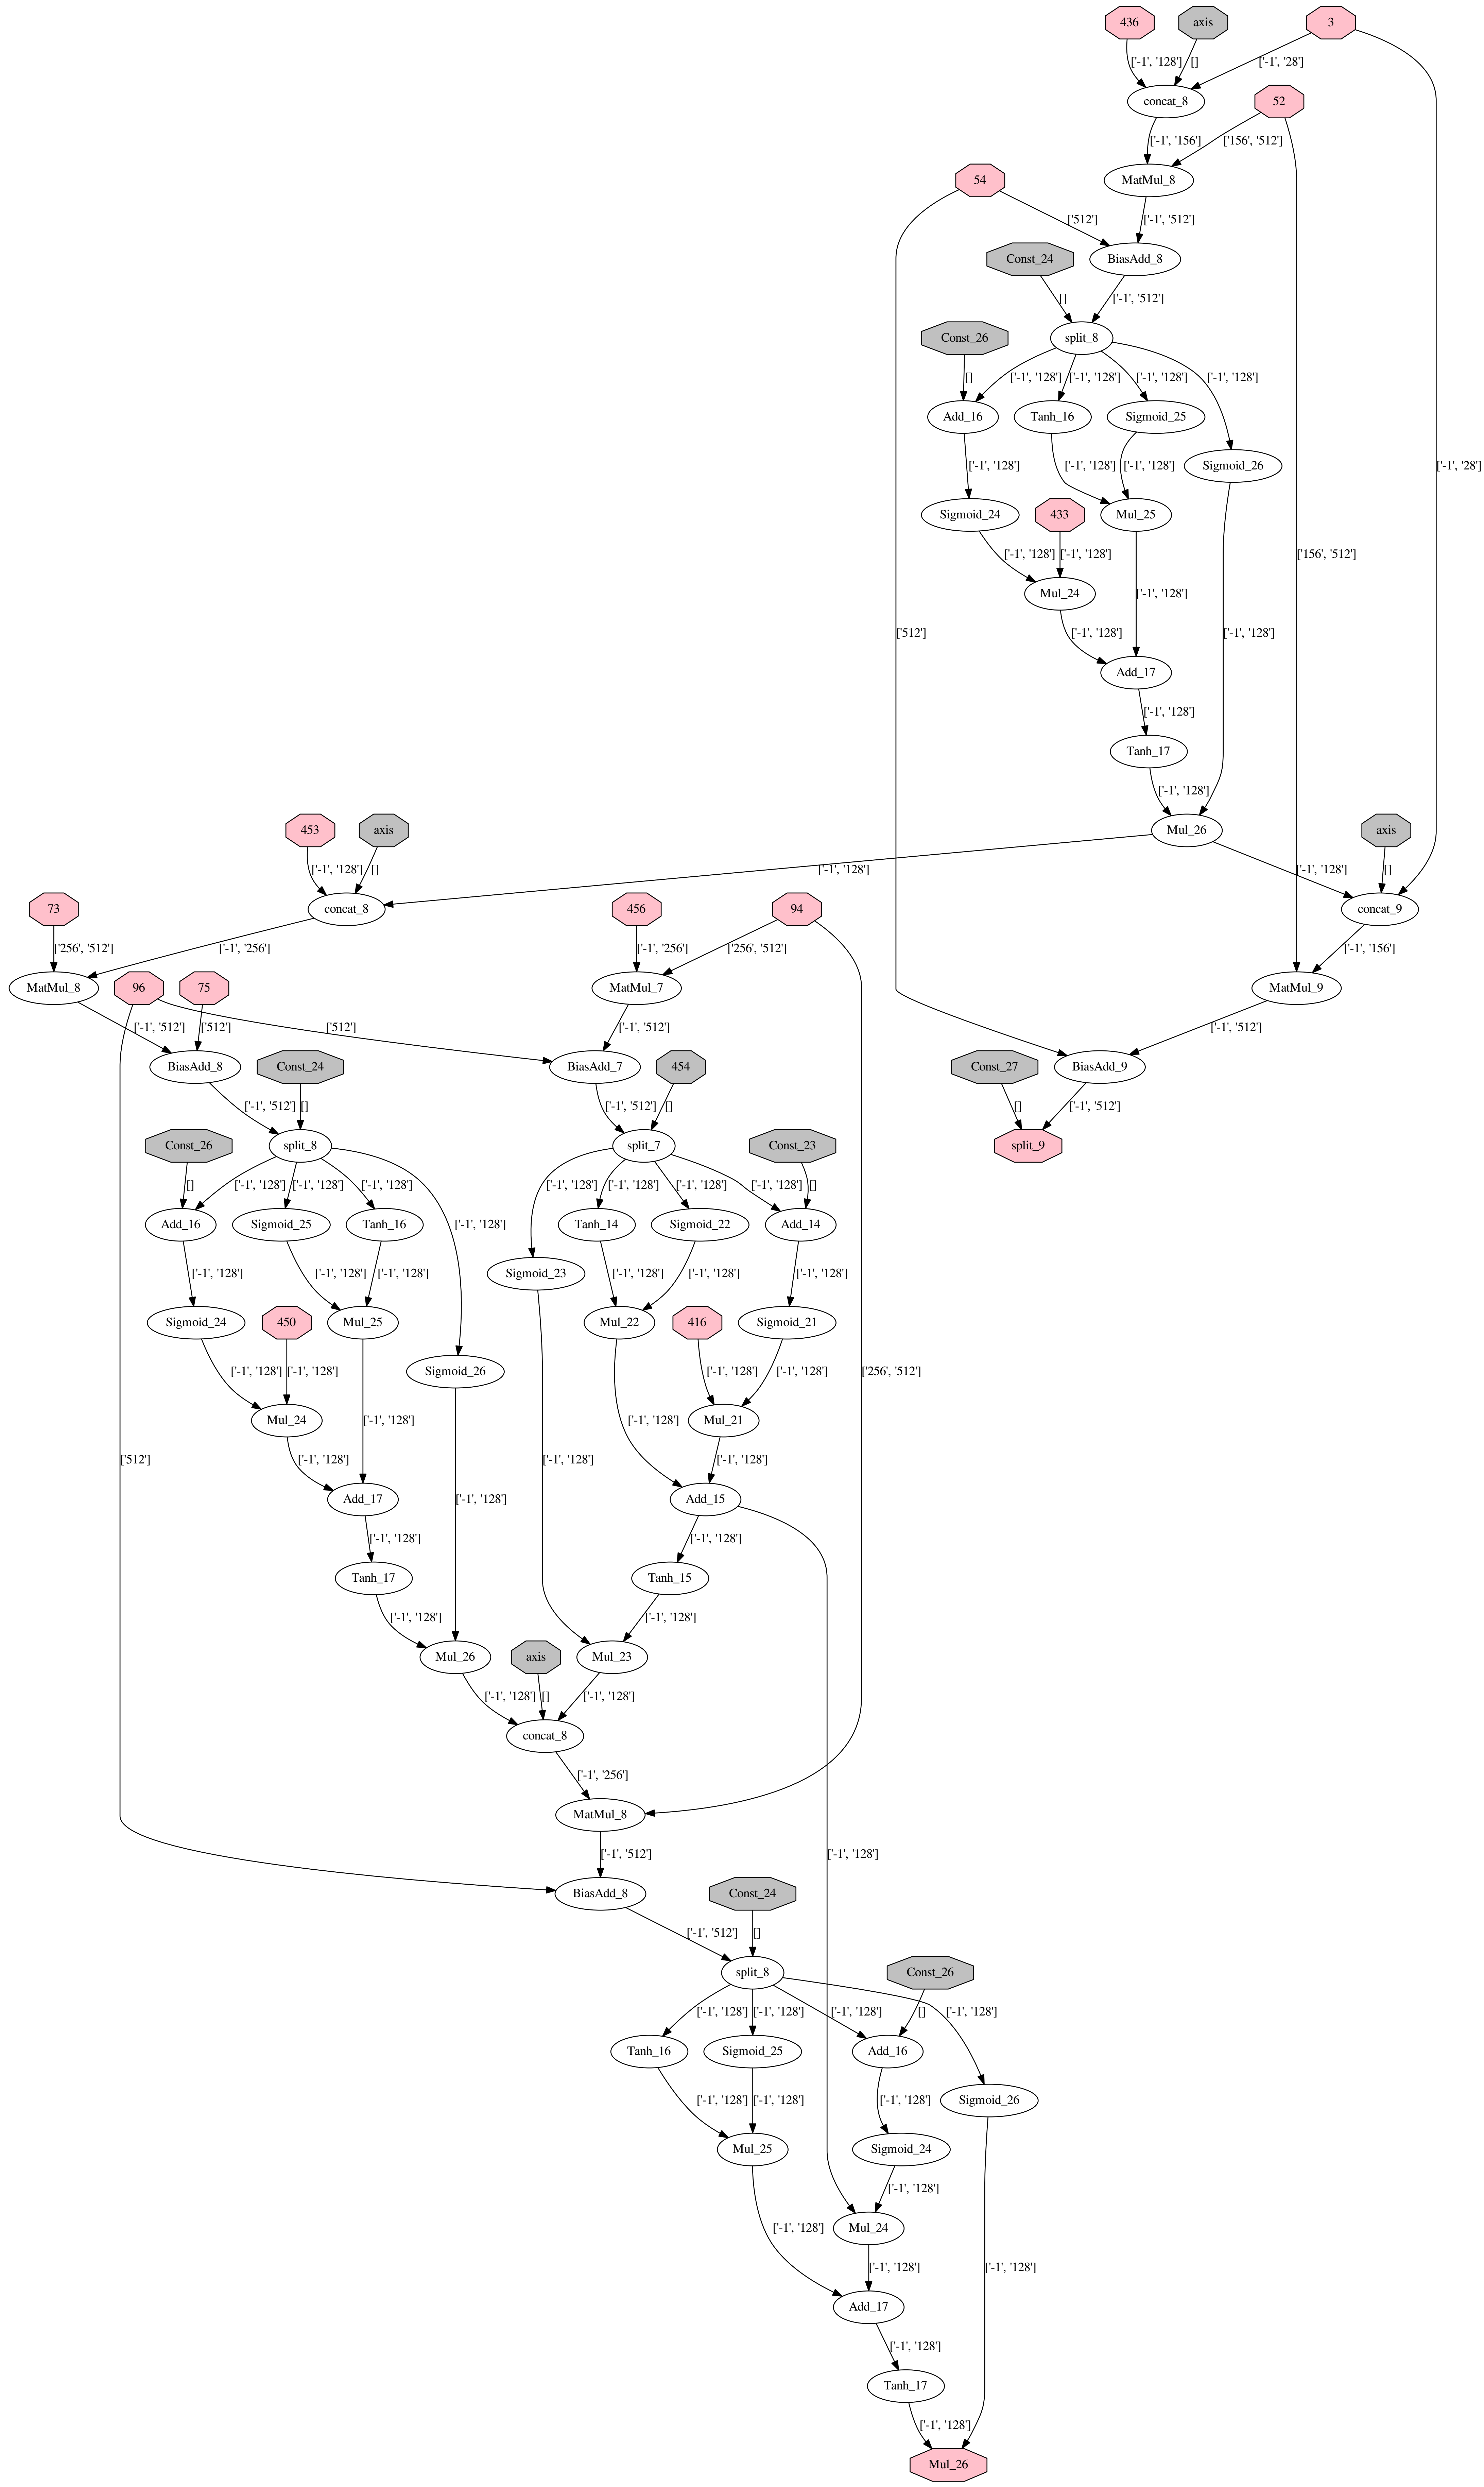 436 axis 3
['-1', '128'] [] ['-1', '28']
concat_8 52
['-1', '156'] ['156', '512']
54 MatMul_8
['512'] ['-1', '512']
Const_24 BiasAdd_8
[] ['-1', '512']
Const_26 split_8
[] ['-1', '128'] ['-1', '128'] ['-1', '128'] ['-1', '128']
Add_16 Tanh_16 Sigmoid_25
['-1', '128'] ['-1', '128'] ['-1', '128'] Sigmoid_26 ['-1', '28']
Sigmoid_24 433 Mul_25
['-1', '128'] ['-1', '128'] ['156', '512']
Mul_24 ['-1', '128']
['512'] ['-1', '128'] ['-1', '128']
Add_17
['-1', '128']
Tanh_17
['-1', '128']
453 axis Mul_26 axis
['-1', '128'] [] ['-1', '128'] ['-1', '128'] []
73 concat_8 456 94 concat_9
['256', '512'] ['-1', '256'] ['-1', '256'] ['256', '512'] ['-1', '156']
MatMul_8 96 75 MatMul_7 MatMul_9
['-1', '512'] ['512'] ['512'] ['-1', '512'] ['-1', '512']
BiasAdd_8 Const_24 BiasAdd_7 454 Const_27 BiasAdd_9
['-1', '512'] [] ['-1', '512'] [] [] ['-1', '512']
Const_26 split_8 split_7 Const_23 split_9
[] ['-1', '128'] ['-1', '128'] ['-1', '128'] ['-1', '128'] ['-1', '128'] ['-1', '128'] ['-1', '128'] []
Add_16 Sigmoid_25 Tanh_16 ['-1', '128'] Tanh_14 Sigmoid_22 Add_14
['-1', '128'] ['-1', '128'] ['-1', '128'] Sigmoid_23 ['-1', '128'] ['-1', '128'] ['-1', '128']
Sigmoid_24 450 Mul_25 Mul_22 416 Sigmoid_21
['-1', '128'] ['-1', '128'] Sigmoid_26 ['-1', '128'] ['-1', '128'] ['256', '512']
Mul_24 ['-1', '128'] ['-1', '128'] Mul_21
['512'] ['-1', '128'] ['-1', '128'] ['-1', '128']
Add_17 ['-1', '128'] Add_15
['-1', '128'] ['-1', '128']
Tanh_17 Tanh_15
['-1', '128'] ['-1', '128']
Mul_26 axis Mul_23
['-1', '128'] [] ['-1', '128']
concat_8
['-1', '256']
MatMul_8
['-1', '512'] ['-1', '128']
BiasAdd_8 Const_24
['-1', '512'] []
split_8 Const_26
['-1', '128'] ['-1', '128'] ['-1', '128'] [] ['-1', '128']
Tanh_16 Sigmoid_25 Add_16
['-1', '128'] ['-1', '128'] ['-1', '128'] Sigmoid_26
Mul_25 Sigmoid_24
['-1', '128']
['-1', '128'] Mul_24
['-1', '128'] ['-1', '128']
Add_17
['-1', '128']
Tanh_17
['-1', '128']
Mul_26